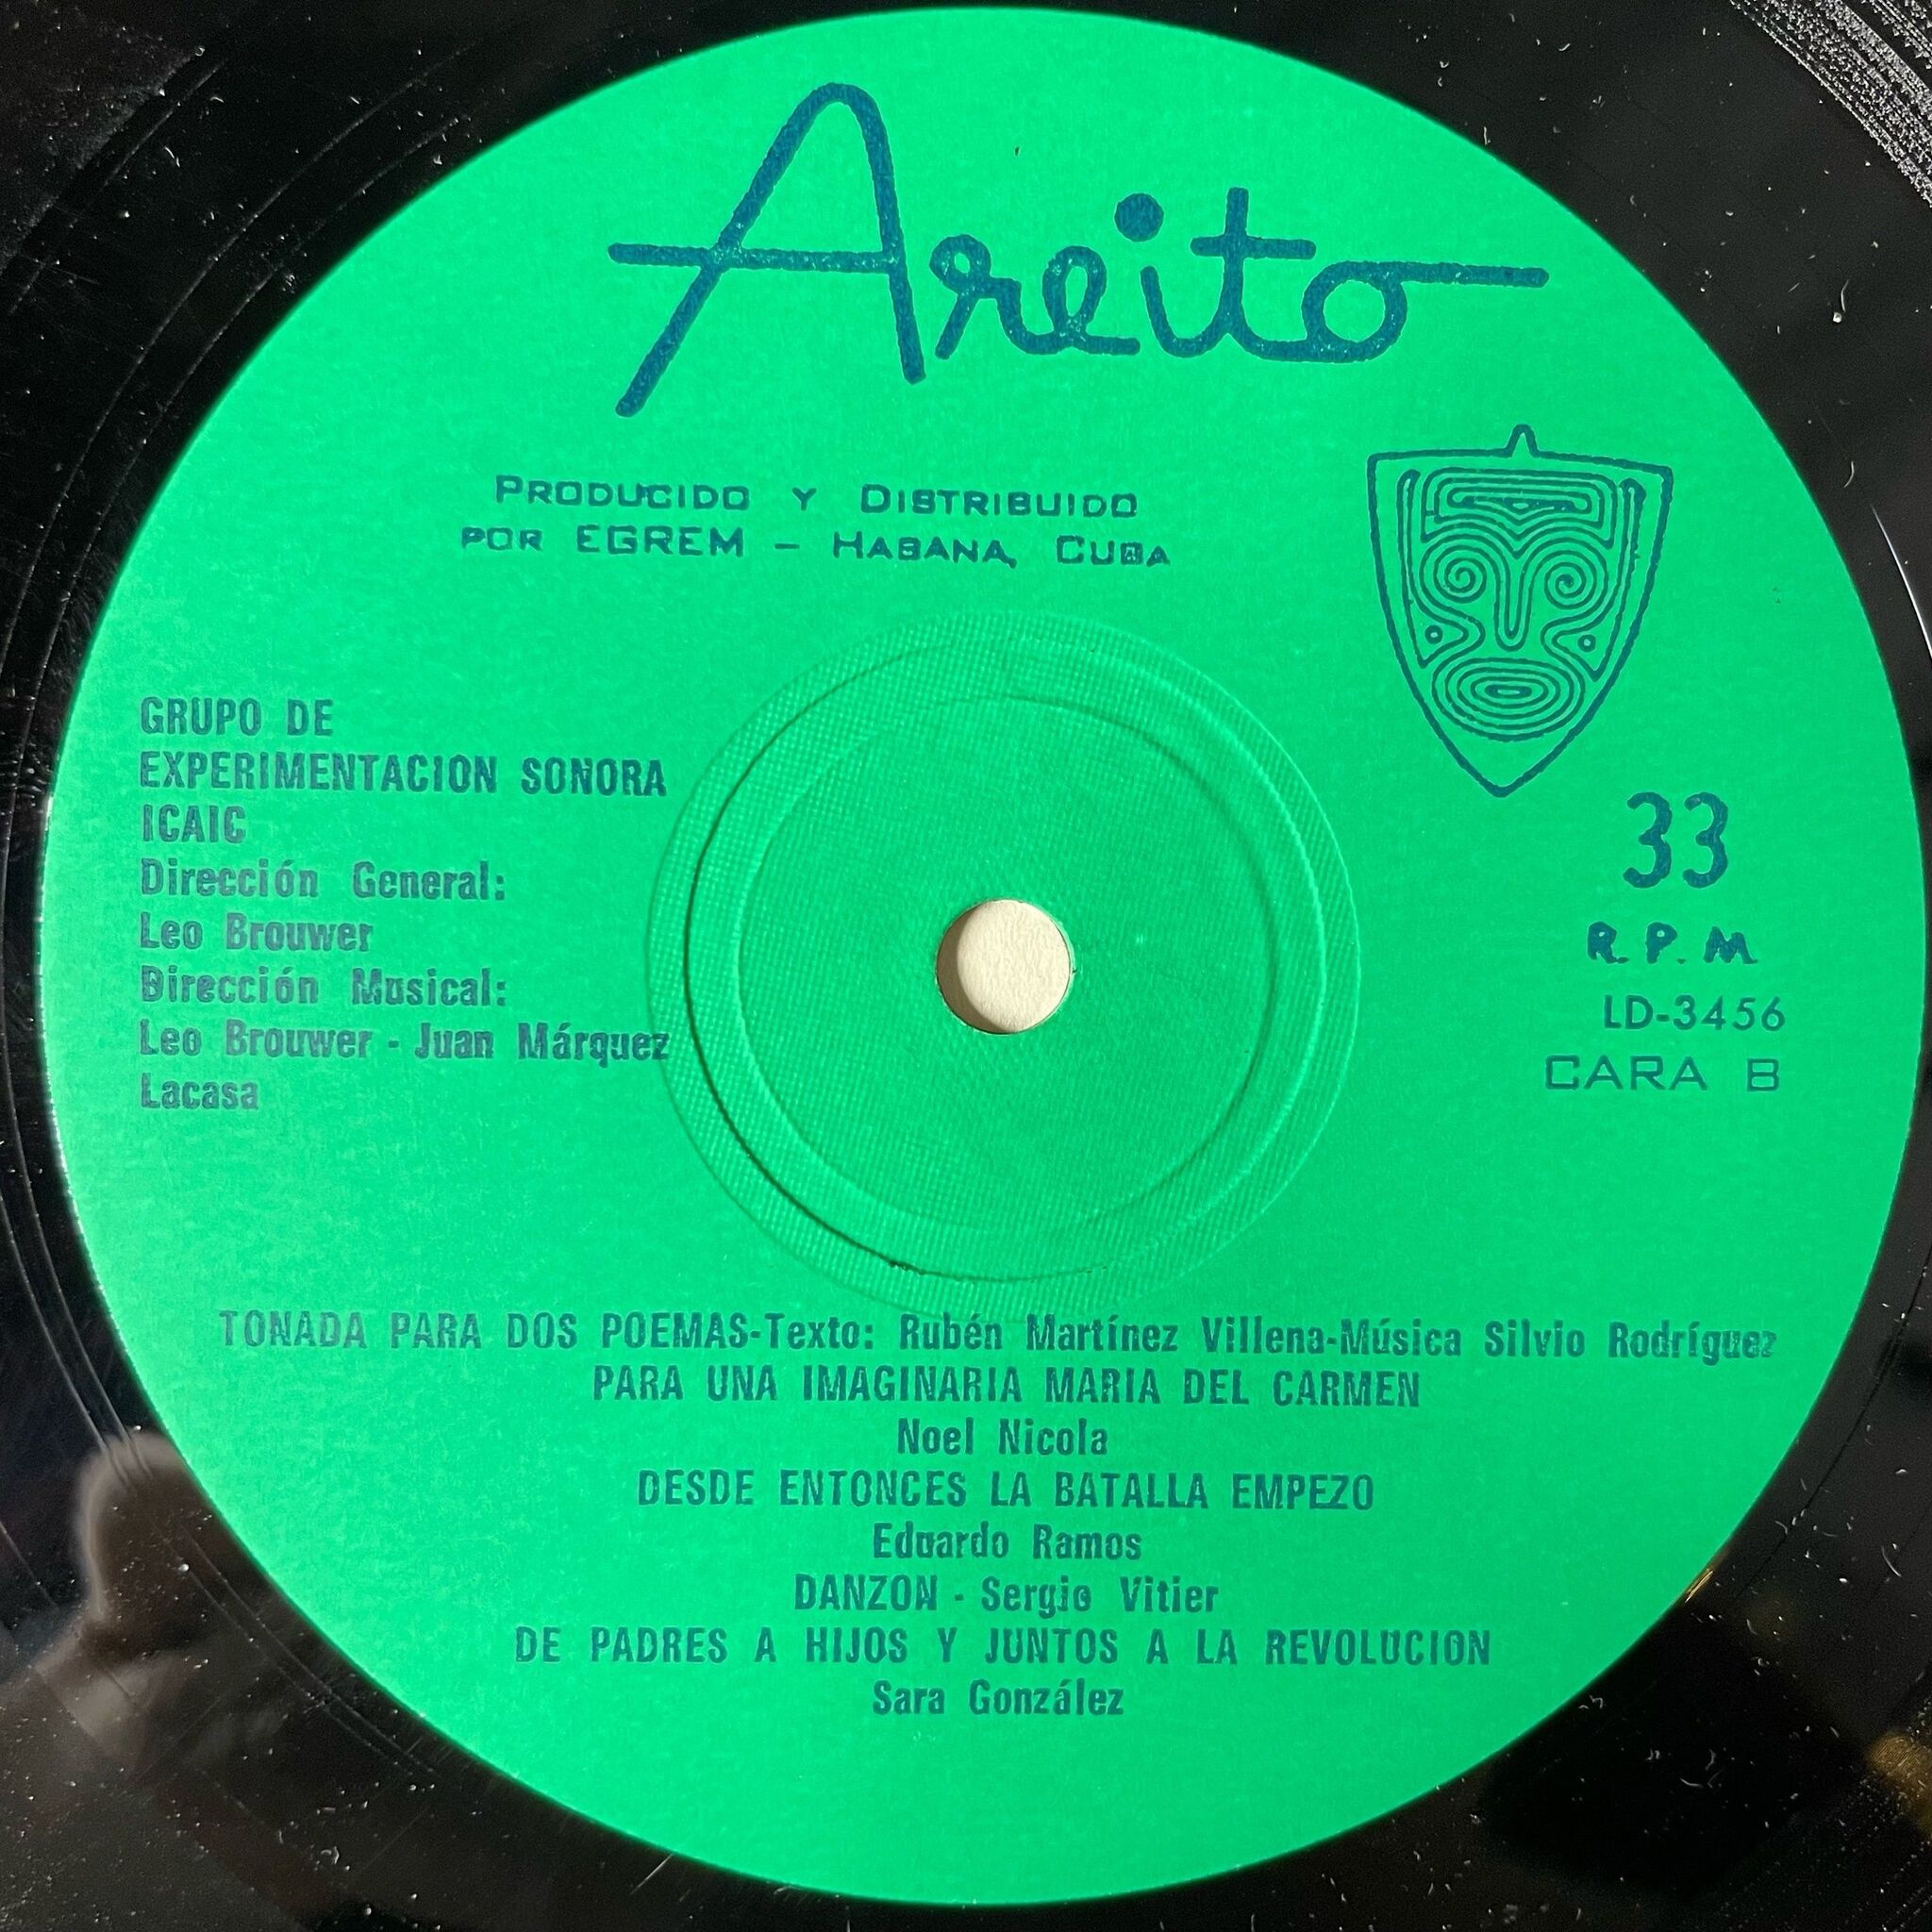 Areito
PRODUCIDO Y DISTRIBUIDO
POR EGREM – HABANA, CUBA
GRUPO DE
EXPERIMENTACION SONORA
ICAIC
Dirección General:
Leo Brouwer
Dirección Musical:
Leo Brouwer - Juan Márquez
Lacasa
33
R.P.M
LD-3456
CARA B
TONADA PARA DOS POEMAS-Texto: Rubén Martínez Villena-Música Silvio Rodríguez
PARA UNA IMAGINARIA MARIA DEL CARMEN
Noel Nicola
DESDE ENTONCES LA BATALLA EMPEZO
Eduardo Ramos
DANZON - Sergio Vitier
DE PADRES A HIJOS Y JUNTOS A LA REVOLUCION
Sara González